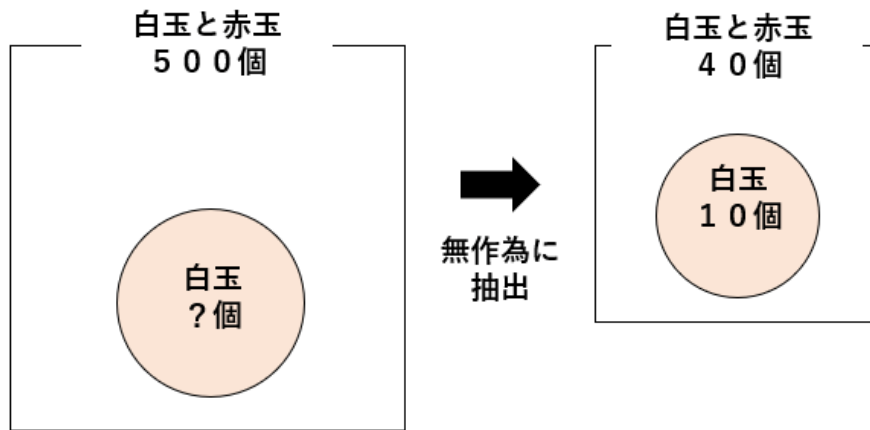 白玉と赤玉
５００個
白玉
？個
無作為に
抽出
白玉と赤玉
４０個
白玉
１０個